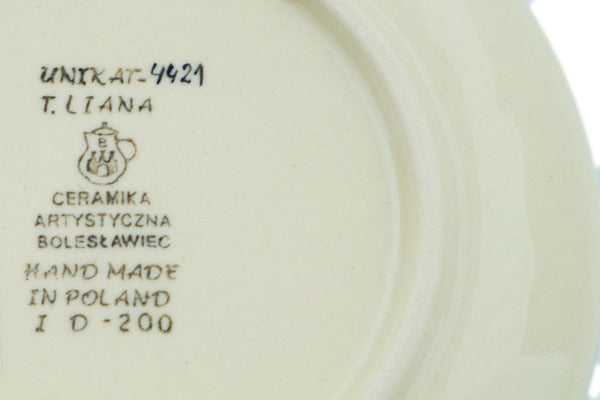 UNIKAT-4421
T. LIANA
B
CERAMIKA
ARTYSTYCZNA
BOLESŁAWIEC
HAND MADE
IN POLAND
I D - 200